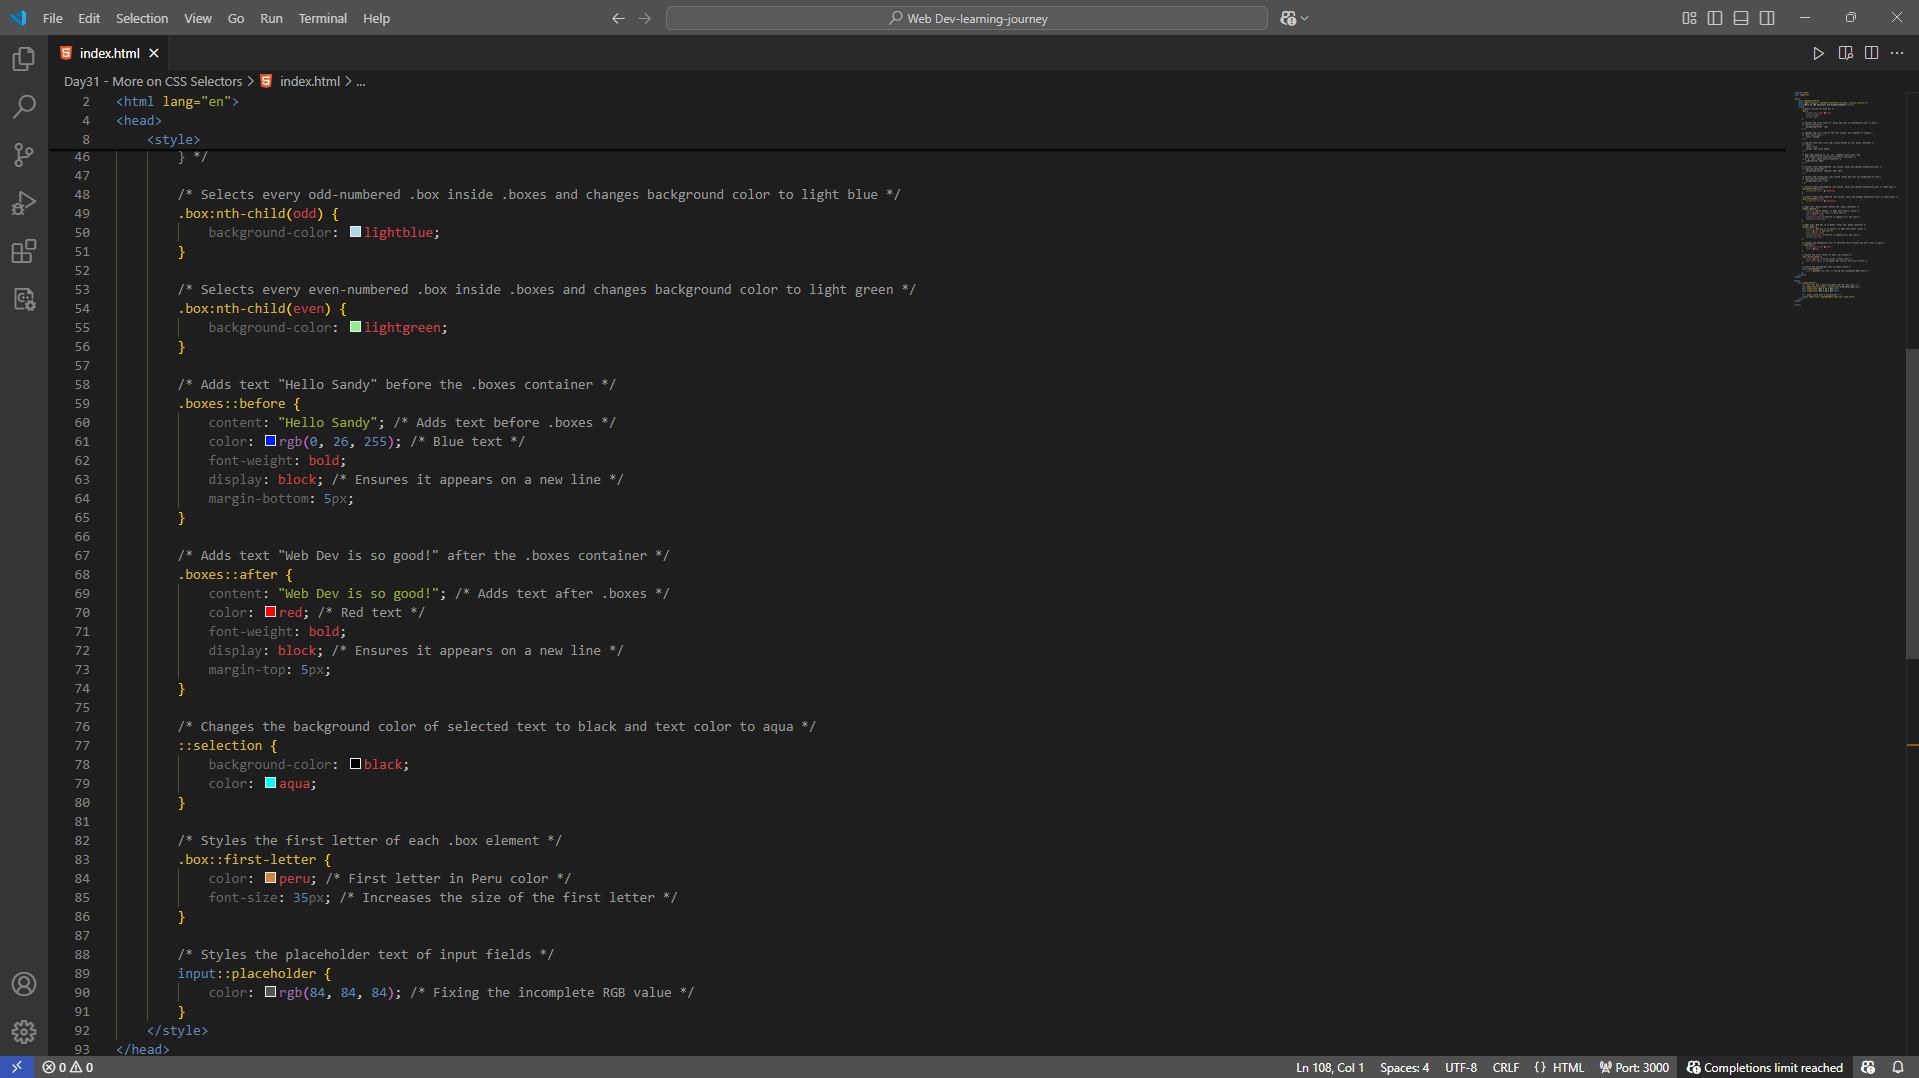 File Edit Selection View Go Run Terminal Help
Web Dev-learning-journey
index.html
Day31 - More on CSS Selectors > index.html > ...
2 <html lang="en">
4 <head>
8 <style>
46 } */
47
48 /* Selects every odd-numbered .box inside .boxes and changes background color to light blue */
49 .box:nth-child(odd) {
50 background-color: lightblue;
51 }
52
53 /* Selects every even-numbered .box inside .boxes and changes background color to light green */
54 .box:nth-child(even) {
55 background-color: lightgreen;
56 }
57
58 /* Adds text "Hello Sandy" before the .boxes container */
59 .boxes::before {
60 content: "Hello Sandy"; /* Adds text before .boxes */
61 color: rgb(0, 26, 255); /* Blue text */
62 font-weight: bold;
63 display: block; /* Ensures it appears on a new line */
64 margin-bottom: 5px;
65 }
66
67 /* Adds text "Web Dev is so good!" after the .boxes container */
68 .boxes::after {
69 content: "Web Dev is so good!"; /* Adds text after .boxes */
70 color: red; /* Red text */
71 font-weight: bold;
72 display: block; /* Ensures it appears on a new line */
73 margin-top: 5px;
74 }
75
76 /* Changes the background color of selected text to black and text color to aqua */
77 ::selection {
78 background-color: black;
79 color: aqua;
80 }
81
82 /* Styles the first letter of each .box element */
83 .box::first-letter {
84 color: peru; /* First letter in Peru color */
85 font-size: 35px; /* Increases the size of the first letter */
86 }
87
88 /* Styles the placeholder text of input fields */
89 input::placeholder {
90 color: rgb(84, 84, 84); /* Fixing the incomplete RGB value */
91 }
92 </style>
93 </head>
0 0 Ln 108, Col 1 Spaces: 4 UTF-8 CRLF {} HTML Port: 3000 Completions limit reached